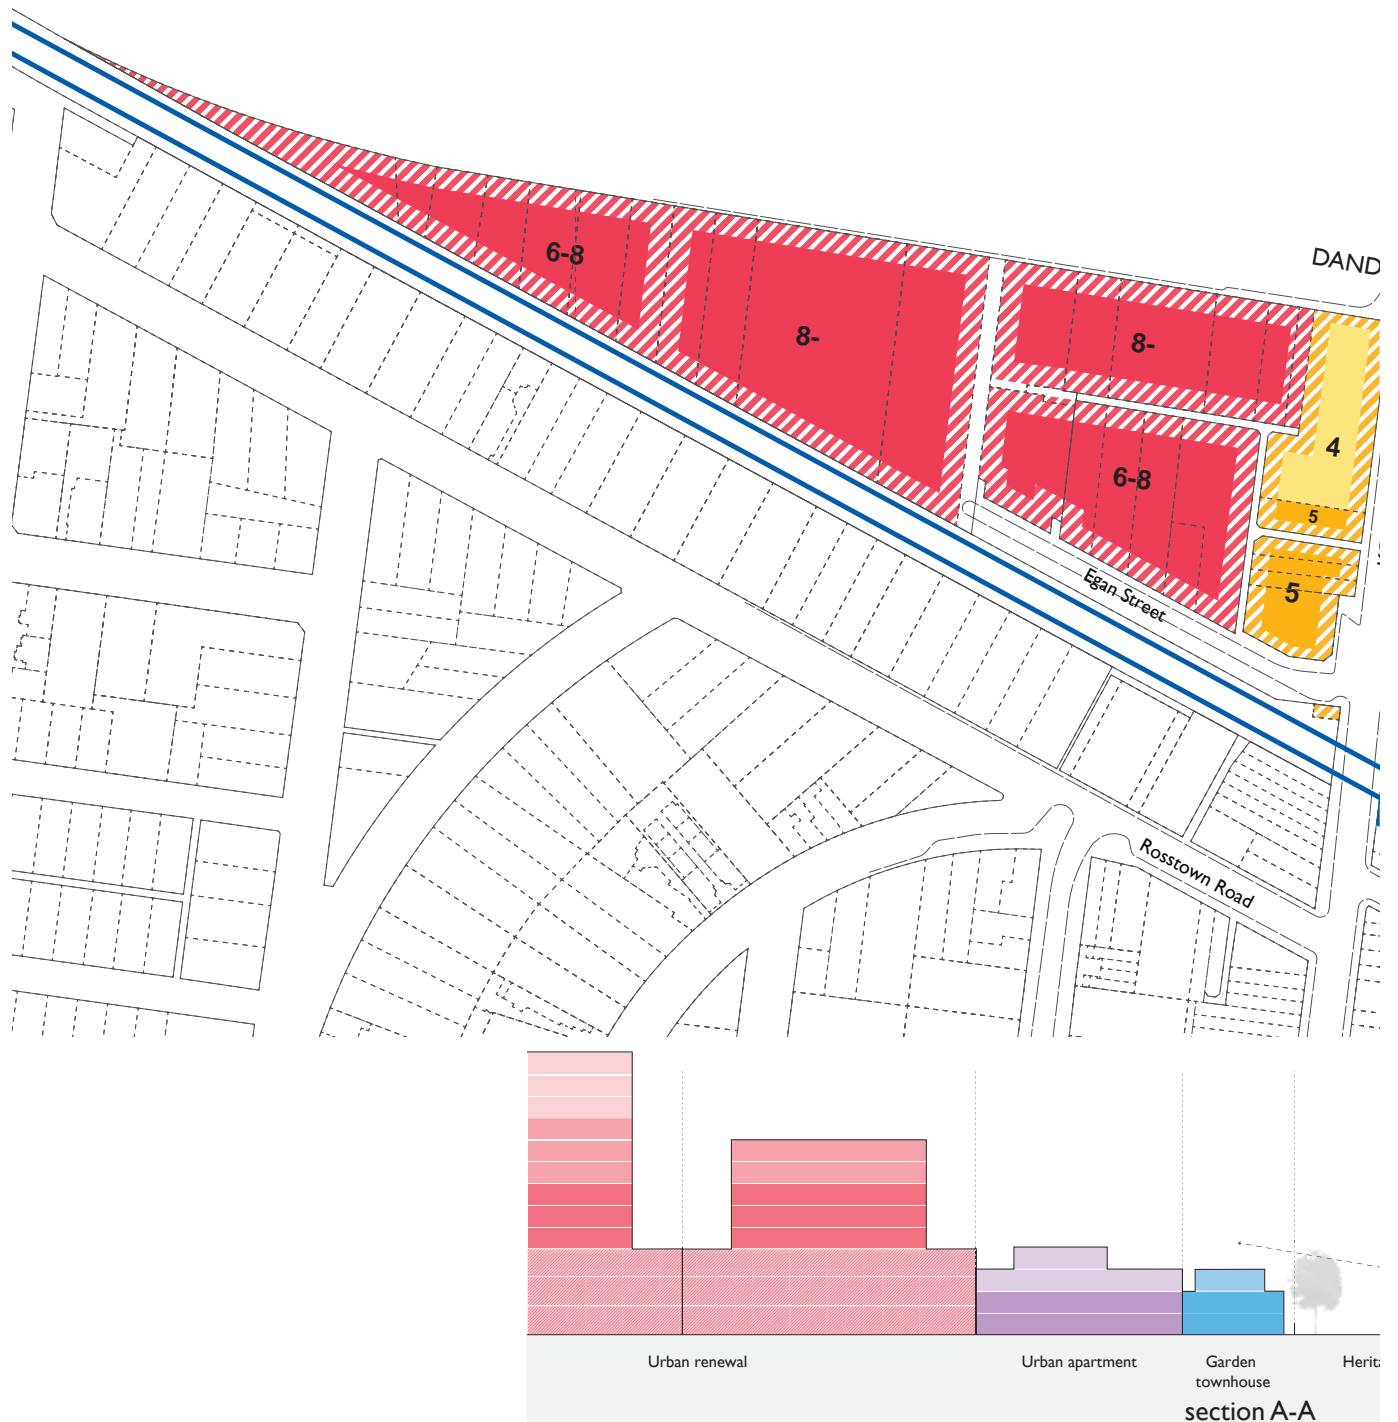 DAND
6-8
8-
8-
4
6-8
5
5
Egan Street
Rosstown Road
Urban renewal
Urban apartment
Garden
townhouse
Herita
section A-A